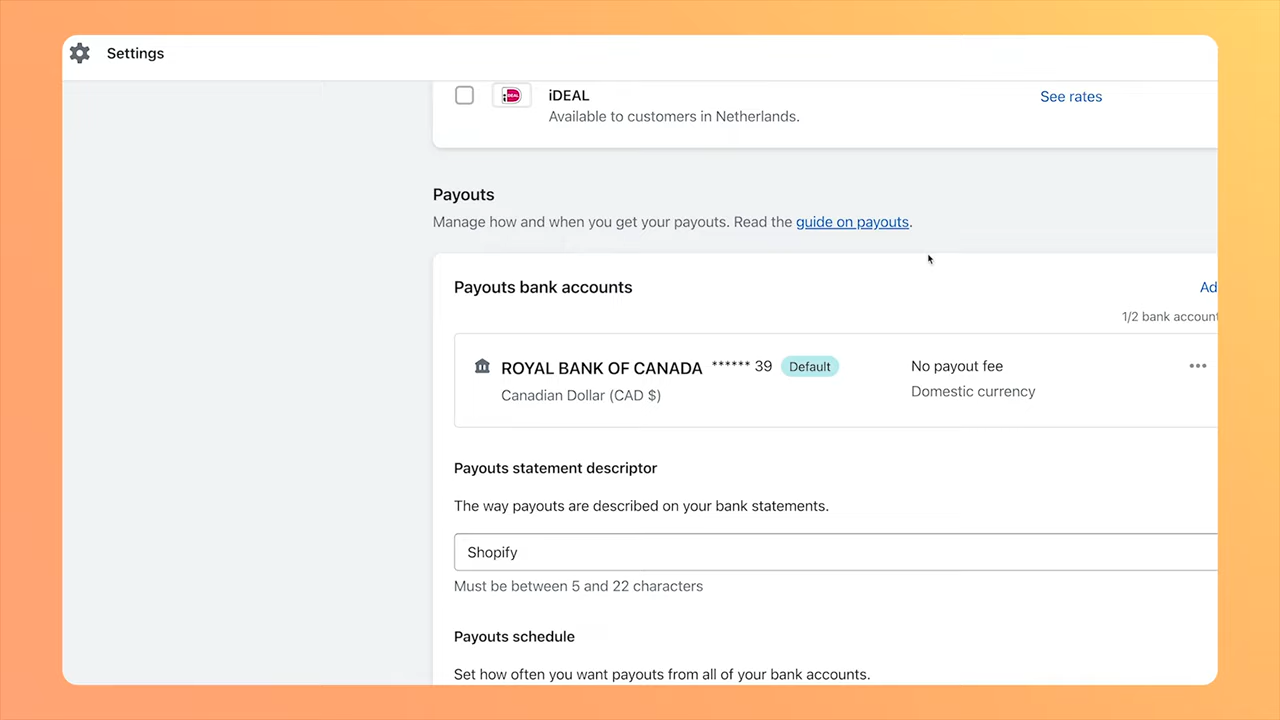 Settings
iDEAL
See rates
Available to customers in Netherlands.
Payouts
Manage how and when you get your payouts. Read the guide on payouts.
Payouts bank accounts
Ad
1/2 bank account
ROYAL BANK OF CANADA ****** 39 Default
No payout fee
Canadian Dollar (CAD $)
Domestic currency
Payouts statement descriptor
The way payouts are described on your bank statements.
Shopify
Must be between 5 and 22 characters
Payouts schedule
Set how often you want payouts from all of your bank accounts.